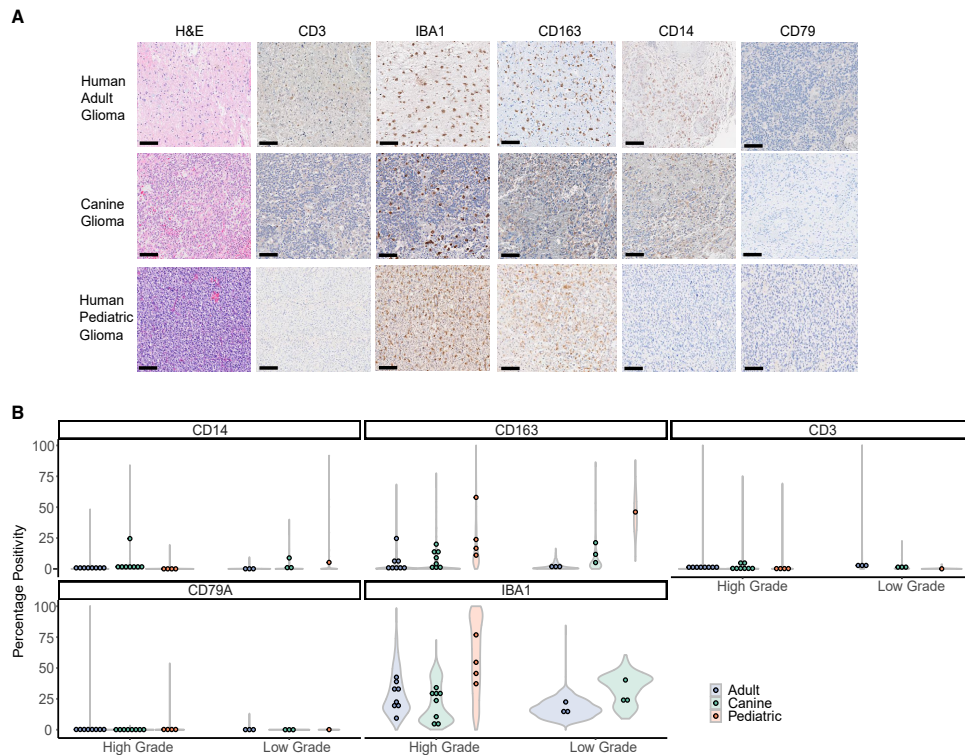 A
H&E CD3 IBA1 CD163 CD14 CD79
Human
Adult
Glioma
Canine
Glioma
Human
Pediatric
Glioma
B
CD14 CD163 CD3
100
75
50
25
0
High Grade Low Grade
CD79A IBA1
100
75
50
25
0
High Grade Low Grade High Grade Low Grade
Percentage Positivity
Adult
Canine
Pediatric